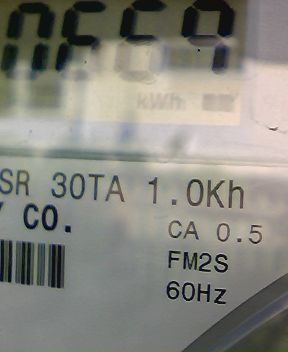 kWh
SR 30TA 1.0Kh
Y CO.
CA 0.5
FM2S
60Hz